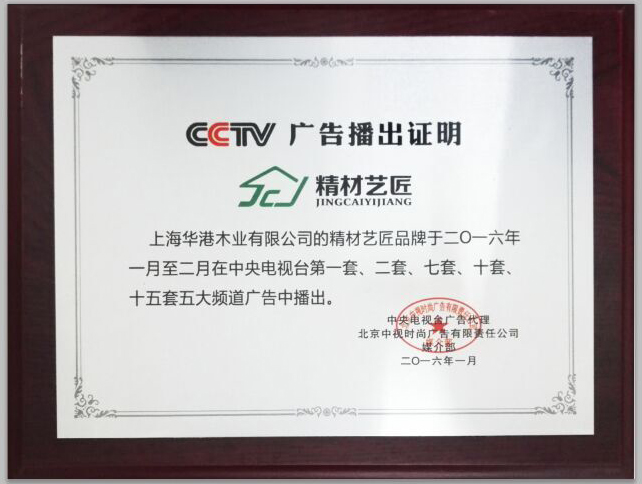 CCTV 广告播出证明
精材艺匠
JINGCAIYIJIANG
上海华港木业有限公司的精材艺匠品牌于二〇一六年
一月至二月在中央电视台第一套、二套、七套、十套、
十五套五大频道广告中播出。
中央电视台广告代理
北京中视时尚广告有限责任公司
媒介部
二〇一六年一月